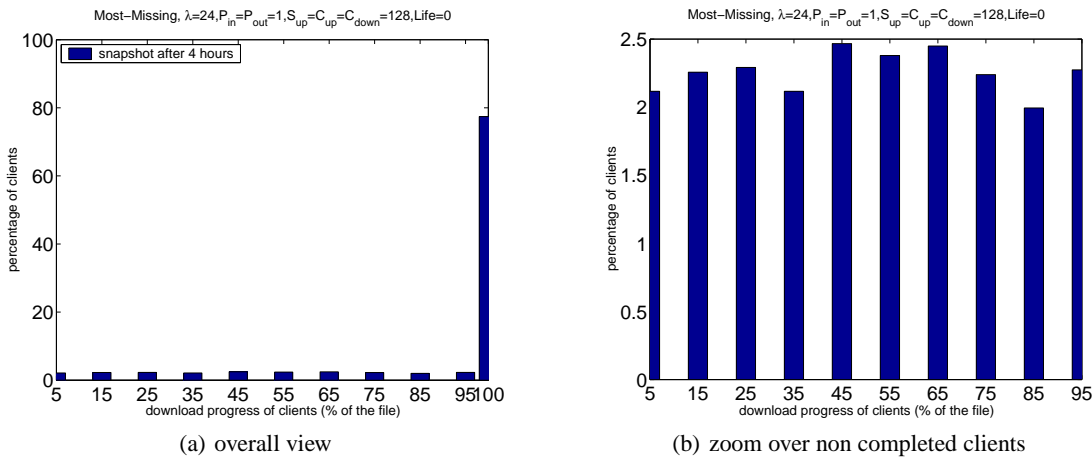 Most-Missing, λ=24,P_in=P_out=1,S_up=C_up=C_down=128,Life=0
100
80
60
40
20
0
percentage of clients
snapshot after 4 hours
5 15 25 35 45 55 65 75 85 95 100
download progress of clients (% of the file)
(a) overall view
Most-Missing, λ=24,P_in=P_out=1,S_up=C_up=C_down=128,Life=0
2.5
2
1.5
1
0.5
0
percentage of clients
5 15 25 35 45 55 65 75 85 95
download progress of clients (% of the file)
(b) zoom over non completed clients